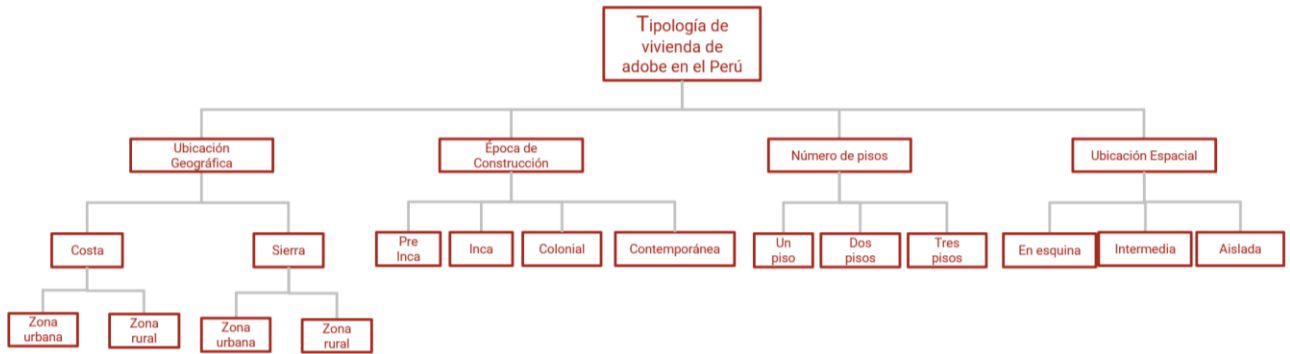 Tipología de
vivienda de
adobe en el Perú
Ubicación
Geográfica
Época de
Construcción
Número de pisos
Ubicación Espacial
Costa
Sierra
Pre
Inca
Inca
Colonial
Contemporánea
Un
piso
Dos
pisos
Tres
pisos
En esquina
Intermedia
Aislada
Zona
urbana
Zona
rural
Zona
urbana
Zona
rural